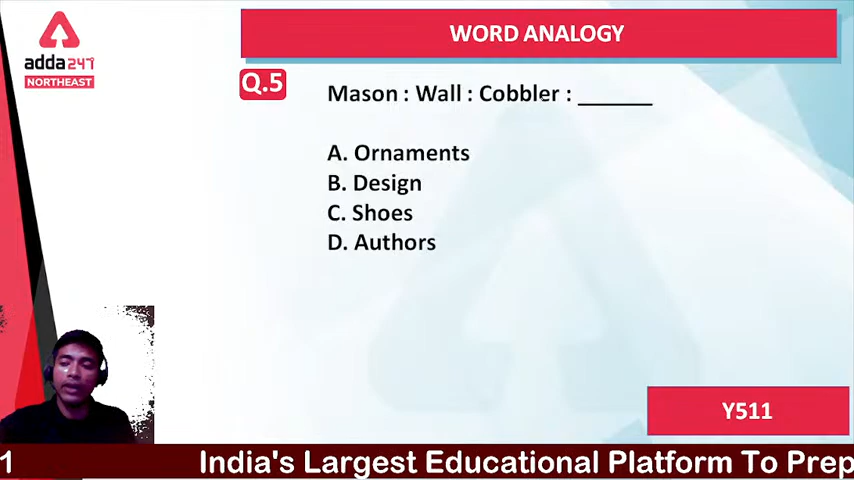 WORD ANALOGY
adda247
NORTHEAST
Q.5
Mason : Wall : Cobbler : ______
A. Ornaments
B. Design
C. Shoes
D. Authors
Y511
1 India's Largest Educational Platform To Prep